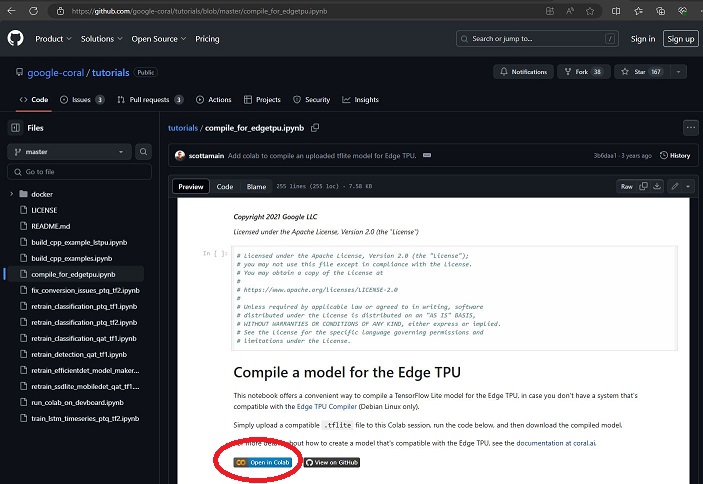 https://github.com/google-coral/tutorials/blob/master/compile_for_edgetpu.ipynb
Product Solutions Open Source Pricing
Search or jump to... /
Sign in Sign up
google-coral / tutorials Public
Notifications Fork 38 Star 167
Code Issues 3 Pull requests 3 Actions Projects Security Insights
Files
master
Go to file
docker
LICENSE
README.md
build_cpp_example_lstpu.ipynb
build_cpp_examples.ipynb
compile_for_edgetpu.ipynb
fix_conversion_issues_ptq_tf2.ipynb
retrain_classification_ptq_tf1.ipynb
retrain_classification_ptq_tf2.ipynb
retrain_classification_qat_tf1.ipynb
retrain_detection_qat_tf1.ipynb
retrain_efficientdet_model_maker...
retrain_ssdlite_mobiledet_qat_tf1....
run_colab_on_devboard.ipynb
train_lstm_timeseries_ptq_tf2.ipynb
tutorials / compile_for_edgetpu.ipynb
scottamain Add colab to compile an uploaded tflite model for Edge TPU.
3b6daa1 · 3 years ago History
Preview Code Blame 255 lines (255 loc) · 7.58 KB
Raw
Copyright 2021 Google LLC
Licensed under the Apache License, Version 2.0 (the "License")
In [ ]:
# Licensed under the Apache License, Version 2.0 (the "License");
# you may not use this file except in compliance with the License.
# You may obtain a copy of the License at
#
# https://www.apache.org/licenses/LICENSE-2.0
#
# Unless required by applicable law or agreed to in writing, software
# distributed under the License is distributed on an "AS IS" BASIS,
# WITHOUT WARRANTIES OR CONDITIONS OF ANY KIND, either express or implied.
# See the License for the specific language governing permissions and
# limitations under the License.
Compile a model for the Edge TPU
This notebook offers a convenient way to compile a TensorFlow Lite model for the Edge TPU, in case you don't have a system that's
compatible with the Edge TPU Compiler (Debian Linux only).
Simply upload a compatible .tflite file to this Colab session, run the code below, and then download the compiled model.
more about how to create a model that's compatible with the Edge TPU, see the documentation at coral.ai.
Open in Colab View on GitHub